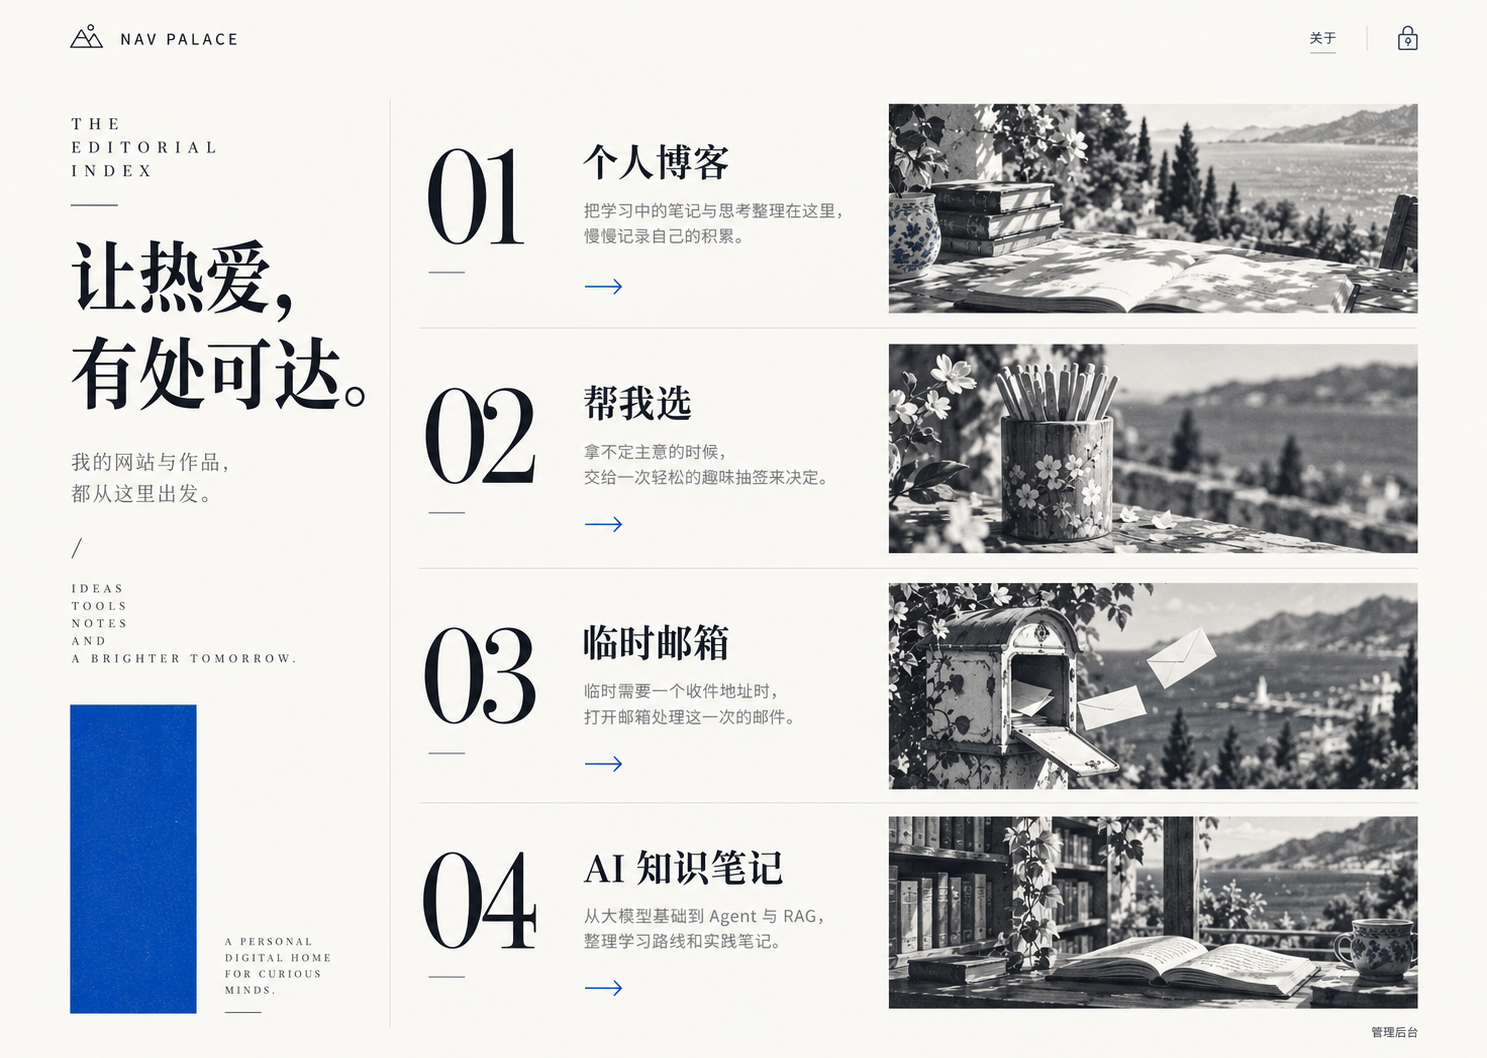 NAV PALACE
关于
THE
EDITORIAL
INDEX
让热爱，
有处可达。
我的网站与作品，
都从这里出发。
/
IDEAS
TOOLS
NOTES
AND
A BRIGHTER TOMORROW.
A PERSONAL
DIGITAL HOME
FOR CURIOUS
MINDS.
01
个人博客
把学习中的笔记与思考整理在这里，
慢慢记录自己的积累。
02
帮我选
拿不定主意的时候，
交给一次轻松的趣味抽签来决定。
03
临时邮箱
临时需要一个收件地址时，
打开邮箱处理这一次的邮件。
04
AI 知识笔记
从大模型基础到 Agent 与 RAG，
整理学习路线和实践笔记。
管理后台